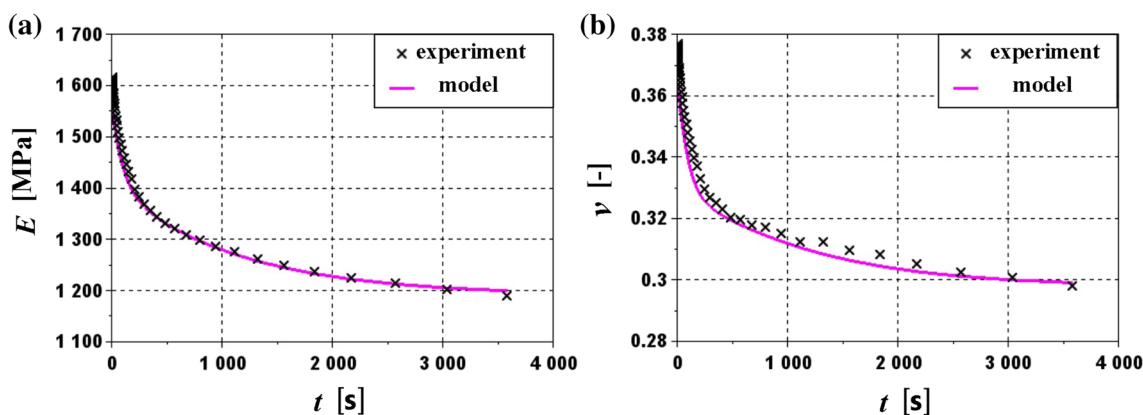 (a)
1 700
1 600
1 500
1 400
1 300
1 200
1 100
E [MPa]
experiment
model
0
1 000
2 000
3 000
4 000
t [s]
(b)
0.38
0.36
0.34
0.32
0.3
0.28
ν [-]
experiment
model
0
1 000
2 000
3 000
4 000
t [s]